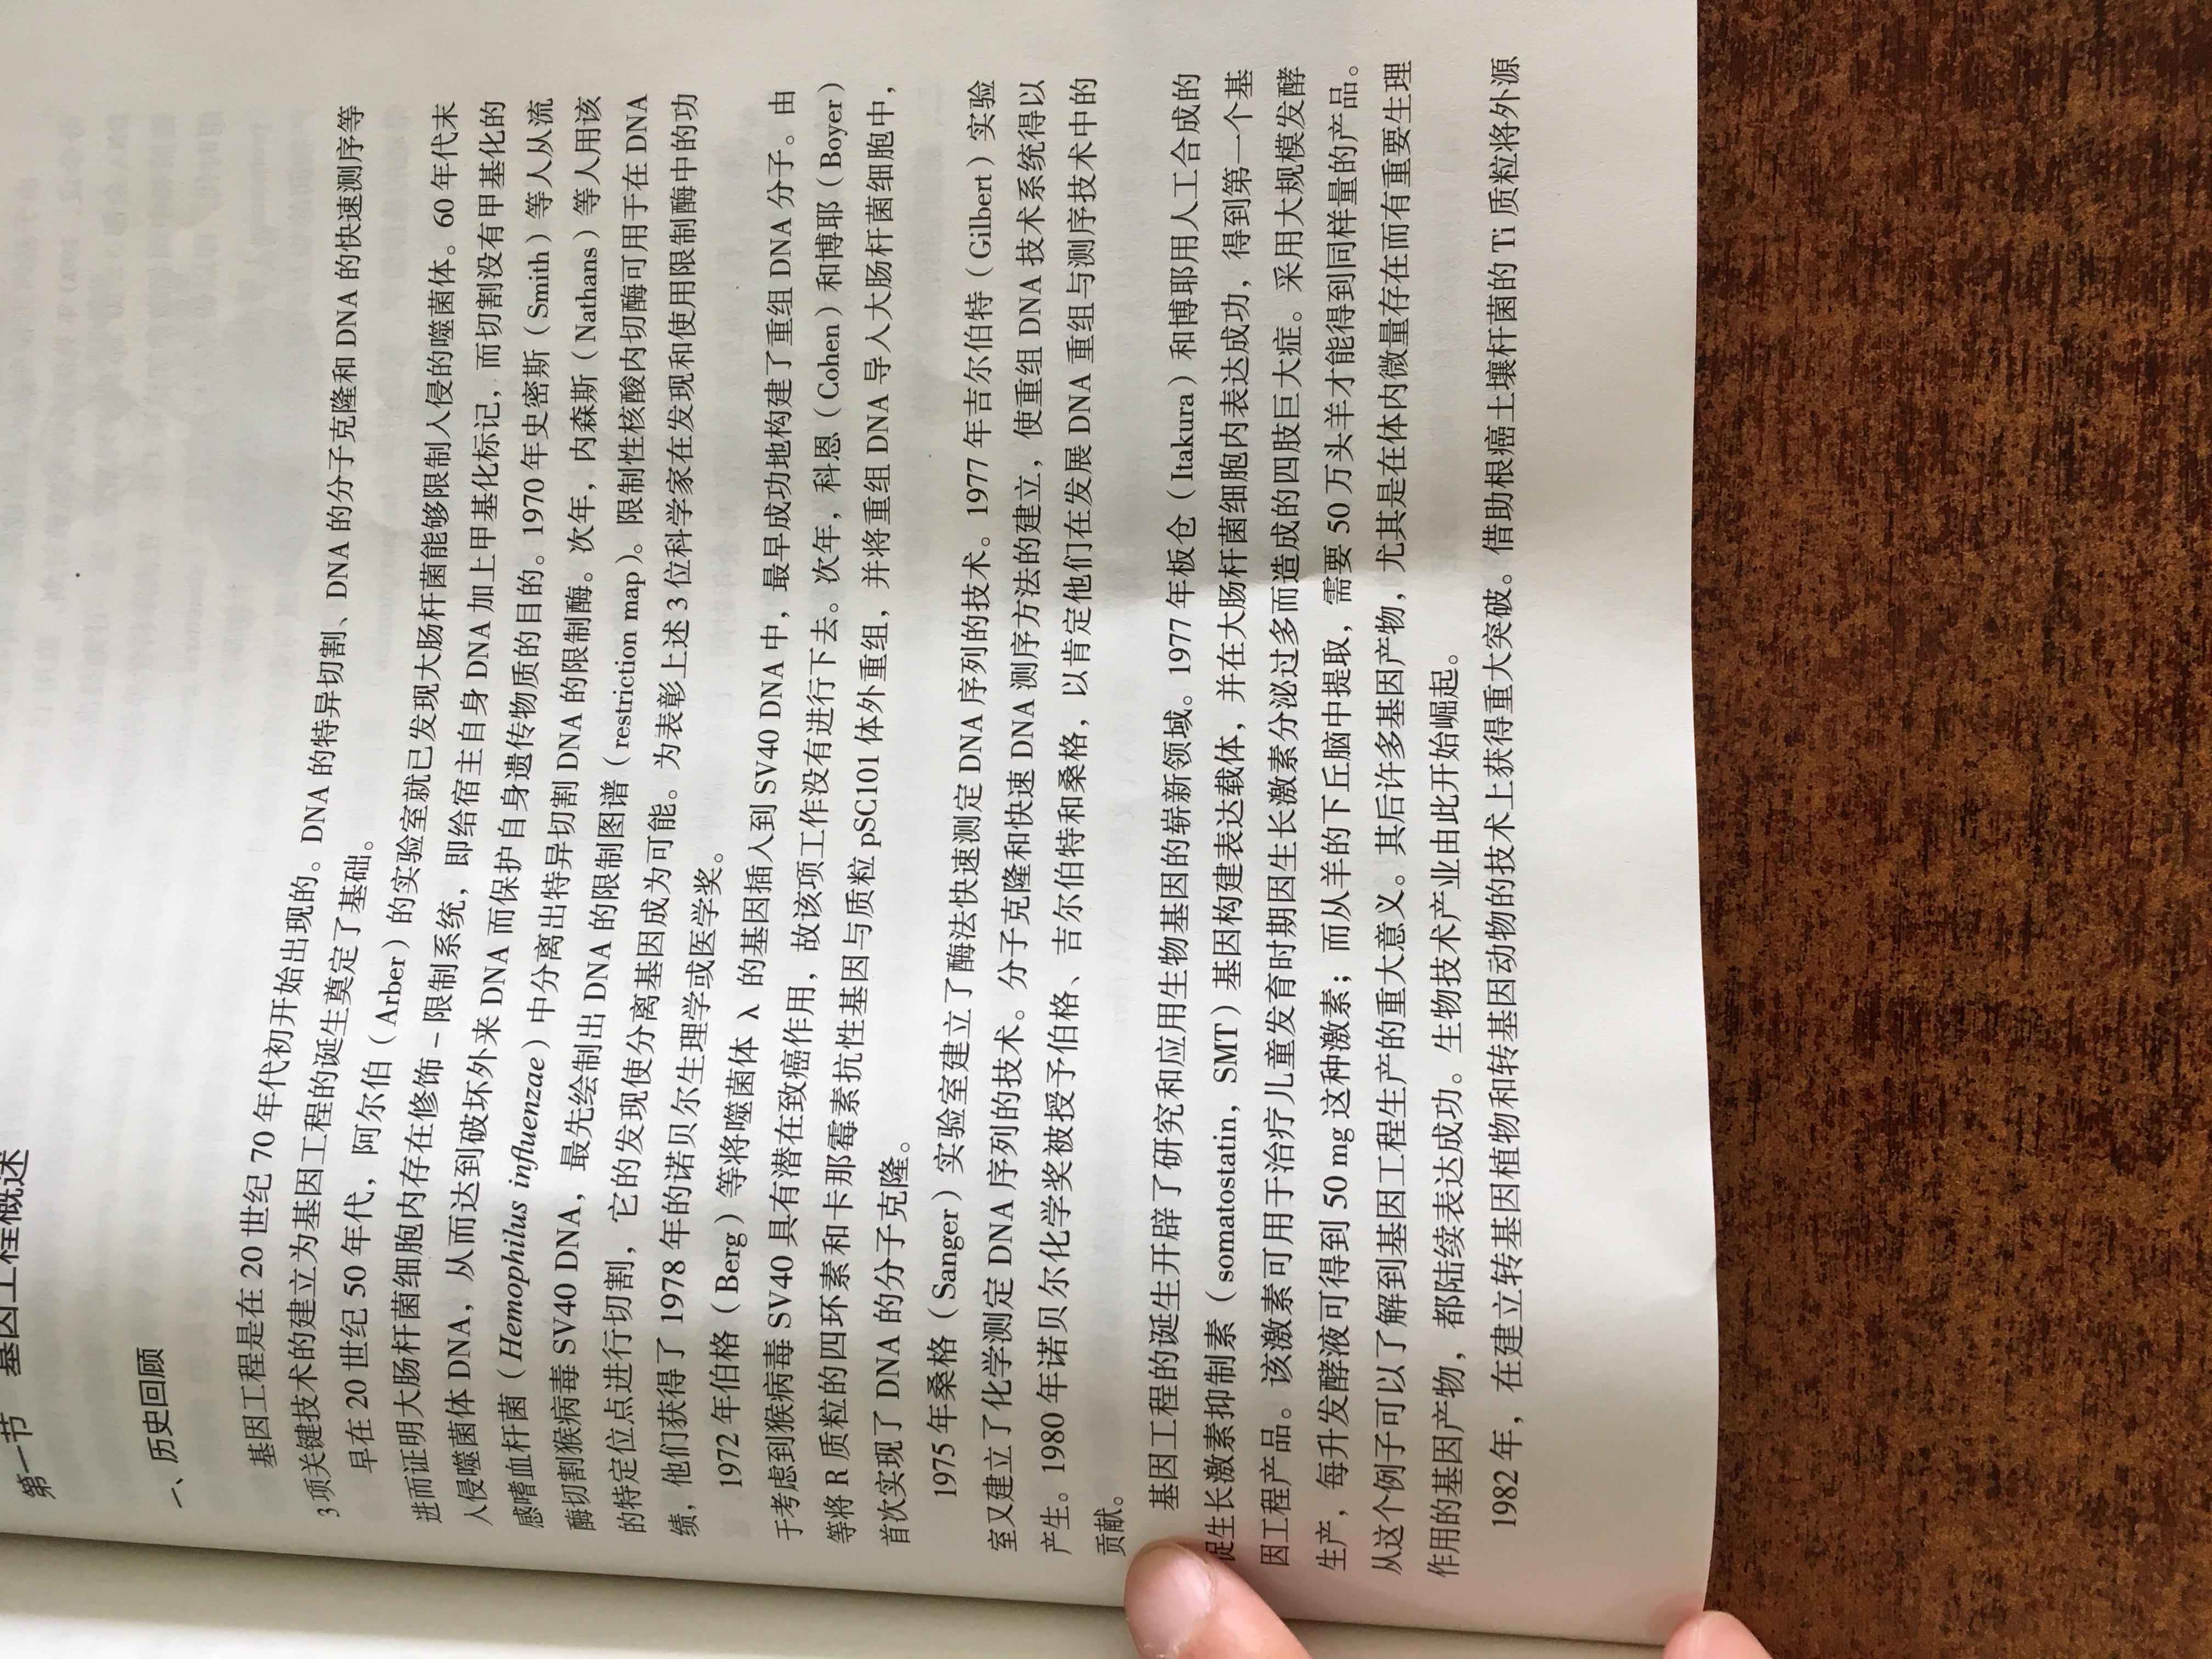 第一节 基因工程概述
一、历史回顾
基因工程是在 20 世纪 70 年代初开始出现的。DNA 的特异切割、DNA 的分子克隆和 DNA 的快速测序等
3 项关键技术的建立为基因工程的诞生奠定了基础。
早在 20 世纪 50 年代，阿尔伯（Arber）的实验室就已发现大肠杆菌能够限制入侵的噬菌体。60 年代末
进而证明大肠杆菌细胞内存在修饰 – 限制系统，即给宿主自身 DNA 加上甲基化标记，而切割没有甲基化的
入侵噬菌体 DNA，从而达到破坏外来 DNA 而保护自身遗传物质的目的。1970 年史密斯（Smith）等人从流
感嗜血杆菌（Hemophilus influenzae）中分离出特异切割 DNA 的限制酶。次年，内森斯（Nathans）等人用该
酶切割猴病毒 SV40 DNA，最先绘制出 DNA 的限制图谱（restriction map）。限制性核酸内切酶可用于在 DNA
的特定位点进行切割，它的发现使分离基因成为可能。为表彰上述 3 位科学家在发现和使用限制酶中的功
绩，他们获得了 1978 年的诺贝尔生理学或医学奖。
1972 年伯格（Berg）等将噬菌体 λ 的基因插入到 SV40 DNA 中，最早成功地构建了重组 DNA 分子。由
于考虑到猴病毒 SV40 具有潜在致癌作用，故该项工作没有进行下去。次年，科恩（Cohen）和博耶（Boyer）
等将 R 质粒的四环素和卡那霉素抗性基因与质粒 pSC101 体外重组，并将重组 DNA 导入大肠杆菌细胞中，
首次实现了 DNA 的分子克隆。
1975 年桑格（Sanger）实验室建立了酶法快速测定 DNA 序列的技术。1977 年吉尔伯特（Gilbert）实验
室又建立了化学测定 DNA 序列的技术。分子克隆和快速 DNA 测序方法的建立，使重组 DNA 技术系统得以
产生。1980 年诺贝尔化学奖被授予伯格、吉尔伯特和桑格，以肯定他们在发展 DNA 重组与测序技术中的
贡献。
基因工程的诞生开辟了研究和应用生物基因的崭新领域。1977 年板仓（Itakura）和博耶用人工合成的
促生长激素抑制素（somatostatin，SMT）基因构建表达载体，并在大肠杆菌细胞内表达成功，得到第一个基
因工程产品。该激素可用于治疗儿童发育时期因生长激素分泌过多而造成的四肢巨大症。采用大规模发酵
生产，每升发酵液可得到 50 mg 这种激素；而从羊的下丘脑中提取，需要 50 万头羊才能得到同样量的产品。
从这个例子可以了解到基因工程生产的重大意义。其后许多基因产物，尤其是在体内微量存在而有重要生理
作用的基因产物，都陆续表达成功。生物技术产业由此开始崛起。
1982 年，在建立转基因植物和转基因动物的技术上获得重大突破。借助根癌土壤杆菌的 Ti 质粒将外源